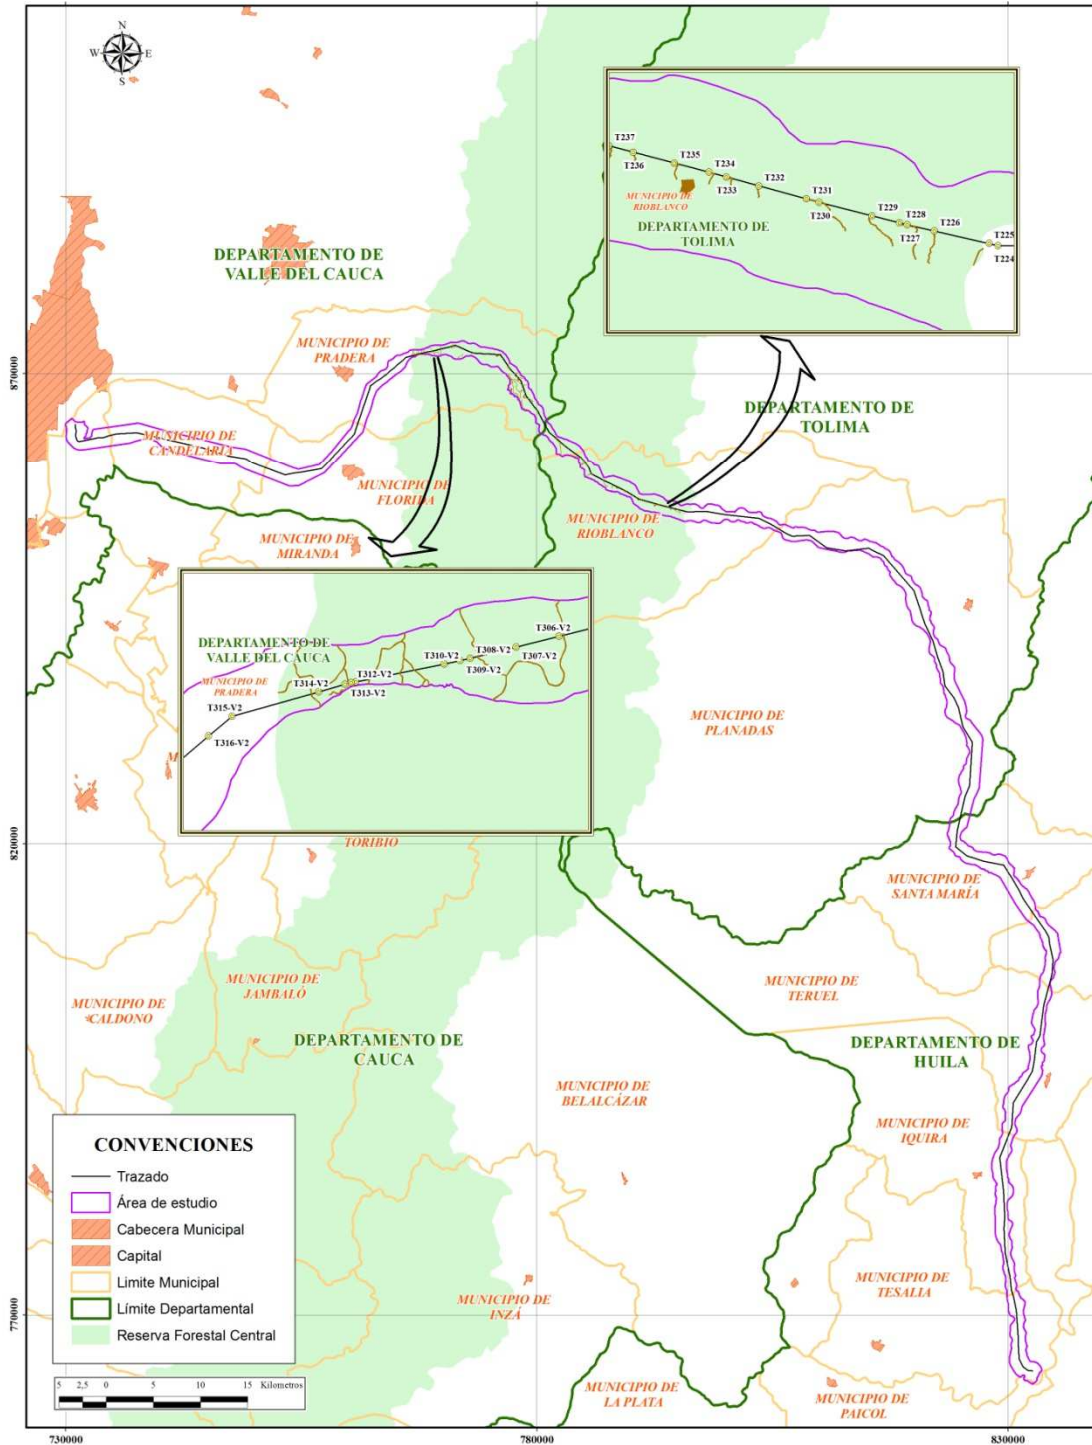 N
W E
S
T237
T236
T235
T234
T233
T232
T231
T230
T229
T228
T227
T226
T225
T224
MUNICIPIO DE
RIOBLANCO
DEPARTAMENTO DE
TOLIMA
DEPARTAMENTO DE
VALLE DEL CAUCA
MUNICIPIO DE
PRADERA
870000
DEPARTAMENTO DE
TOLIMA
MUNICIPIO DE
CANDELARIA
MUNICIPIO DE
FLORIDA
MUNICIPIO DE
RIOBLANCO
MUNICIPIO DE
MIRANDA
DEPARTAMENTO DE
VALLE DEL CAUCA
MUNICIPIO DE
PRADERA
T306-V2
T308-V2
T307-V2
T310-V2
T309-V2
T312-V2
T314-V2
T313-V2
T315-V2
T316-V2
MUNICIPIO DE
PLANADAS
M
820000
TORIBIO
MUNICIPIO DE
SANTA MARÍA
MUNICIPIO DE
JAMBALÓ
MUNICIPIO DE
TERUEL
MUNICIPIO DE
CALDONO
DEPARTAMENTO DE
CAUCA
DEPARTAMENTO DE
HUILA
MUNICIPIO DE
BELALCÁZAR
MUNICIPIO DE
IQUIRA
MUNICIPIO DE
TESALIA
MUNICIPIO DE
INZÁ
770000
MUNICIPIO DE
LA PLATA
MUNICIPIO DE
PAICOL
CONVENCIONES
Trazado
Área de estudio
Cabecera Municipal
Capital
Limite Municipal
Límite Departamental
Reserva Forestal Central
5 2,5 0 5 10 15 Kilometros
730000 780000 830000